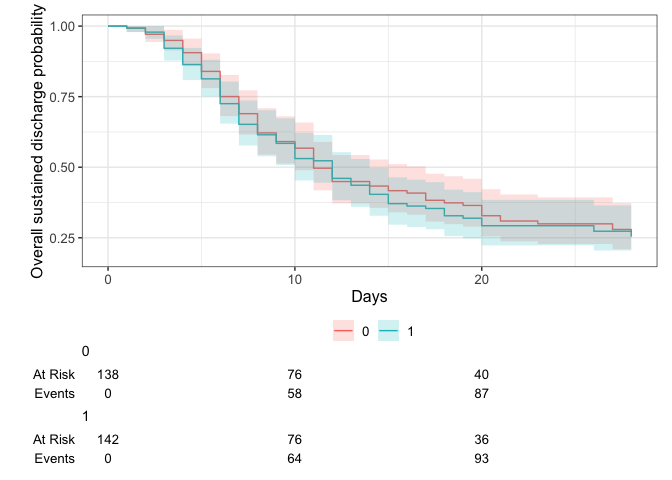 Overall sustained discharge probability
1.00
0.75
0.50
0.25
0 10 20
Days
0 1
0
At Risk 138 76 40
Events 0 58 87
1
At Risk 142 76 36
Events 0 64 93